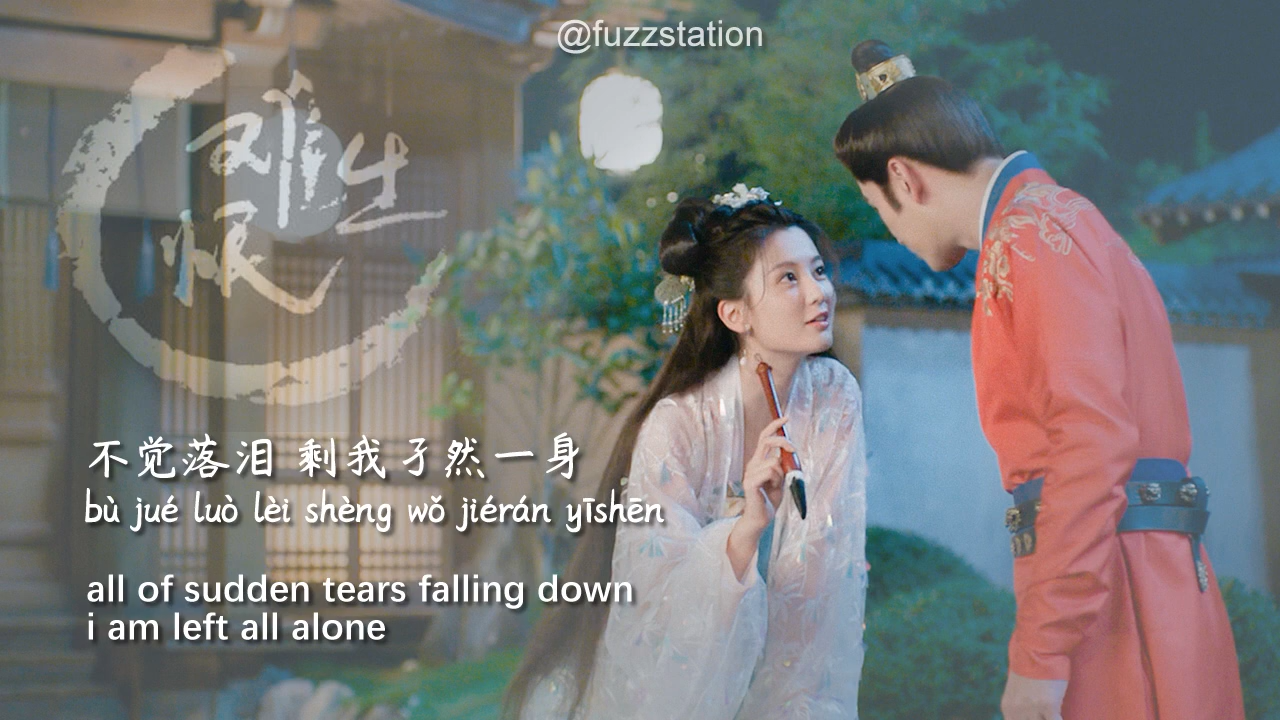 @fuzzstation
难生
恨
不觉落泪 剩我孑然一身
bù jué luò lèi shèng wǒ jiérán yīshēn
all of sudden tears falling down
i am left all alone